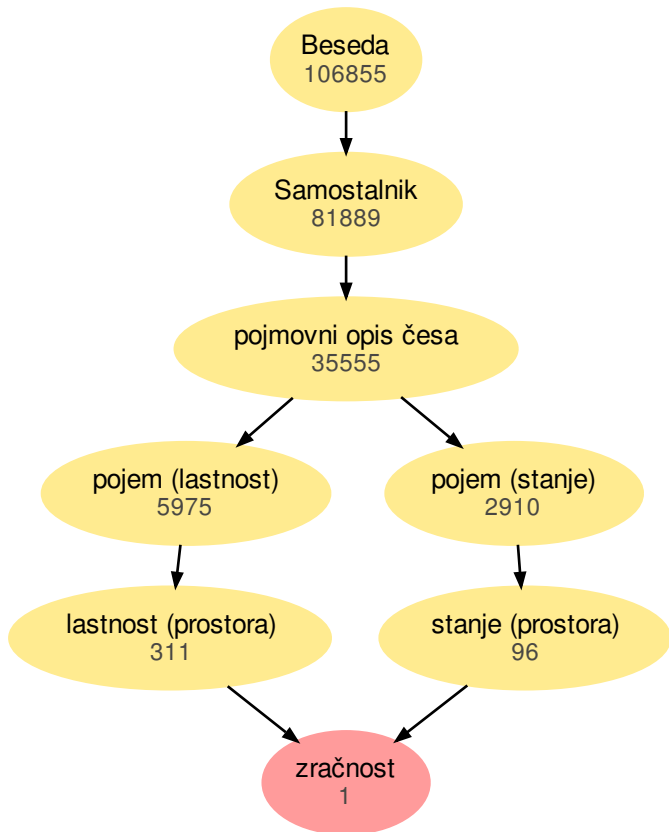 Beseda
106855
Samostalnik
81889
pojmovni opis česa
35555
pojem (lastnost)
5975
pojem (stanje)
2910
lastnost (prostora)
311
stanje (prostora)
96
zračnost
1